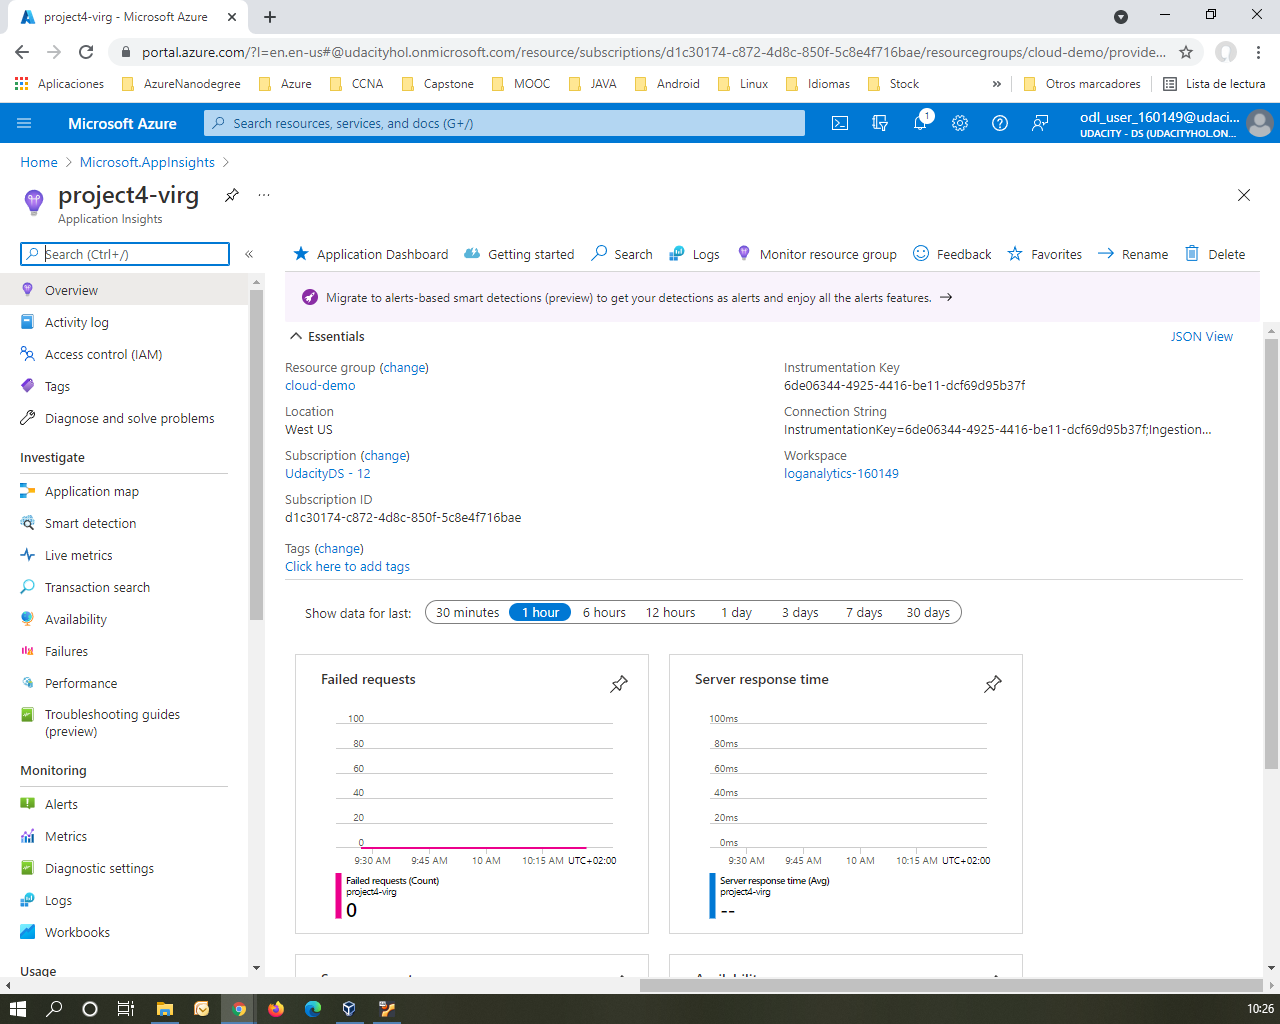 project4-virg - Microsoft Azure
portal.azure.com/?l=en.en-us#@udacityhol.onmicrosoft.com/resource/subscriptions/d1c30174-c872-4d8c-850f-5c8e4f716bae/resourcegroups/cloud-demo/provide...
Aplicaciones AzureNanodegree Azure CCNA Capstone MOOC JAVA Android Linux Idiomas Stock » Otros marcadores Lista de lectura
Microsoft Azure
Search resources, services, and docs (G+/)
1
odl_user_160149@udaci...
UDACITY - DS (UDACITYHOL.ON...
Home > Microsoft.AppInsights >
project4-virg ...
Application Insights
Search (Ctrl+/) «
Overview
Activity log
Access control (IAM)
Tags
Diagnose and solve problems
Investigate
Application map
Smart detection
Live metrics
Transaction search
Availability
Failures
Performance
Troubleshooting guides
(preview)
Monitoring
Alerts
Metrics
Diagnostic settings
Logs
Workbooks
Usage
Application Dashboard Getting started Search Logs Monitor resource group Feedback Favorites Rename Delete
Migrate to alerts-based smart detections (preview) to get your detections as alerts and enjoy all the alerts features. →
Essentials
JSON View
Resource group (change)
cloud-demo
Location
West US
Subscription (change)
UdacityDS - 12
Subscription ID
d1c30174-c872-4d8c-850f-5c8e4f716bae
Tags (change)
Click here to add tags
Instrumentation Key
6de06344-4925-4416-be11-dcf69d95b37f
Connection String
InstrumentationKey=6de06344-4925-4416-be11-dcf69d95b37f;Ingestion...
Workspace
loganalytics-160149
Show data for last: 30 minutes 1 hour 6 hours 12 hours 1 day 3 days 7 days 30 days
Failed requests
100
80
60
40
20
0
9:30 AM 9:45 AM 10 AM 10:15 AM UTC+02:00
Failed requests (Count)
project4-virg
0
Server response time
100ms
80ms
60ms
40ms
20ms
0ms
9:30 AM 9:45 AM 10 AM 10:15 AM UTC+02:00
Server response time (Avg)
project4-virg
--
10:26